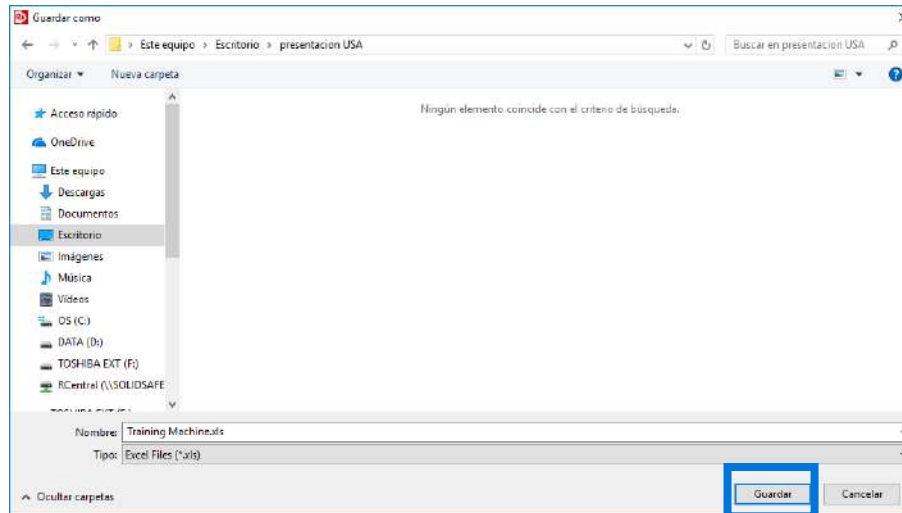 Guardar como
Este equipo > Escritorio > presentacion USA
Buscar en presentacion USA
Organizar
Nueva carpeta
Ningún elemento coincide con el criterio de búsqueda.
Acceso rápido
OneDrive
Este equipo
Descargas
Documentos
Escritorio
Imágenes
Música
Vídeos
OS (C:)
DATA (D:)
TOSHIBA EXT (F:)
RCentral (\\SOLIDSAFE
Nombre: Training Machine.xls
Tipo: Excel Files (*.xls)
Ocultar carpetas
Guardar
Cancelar